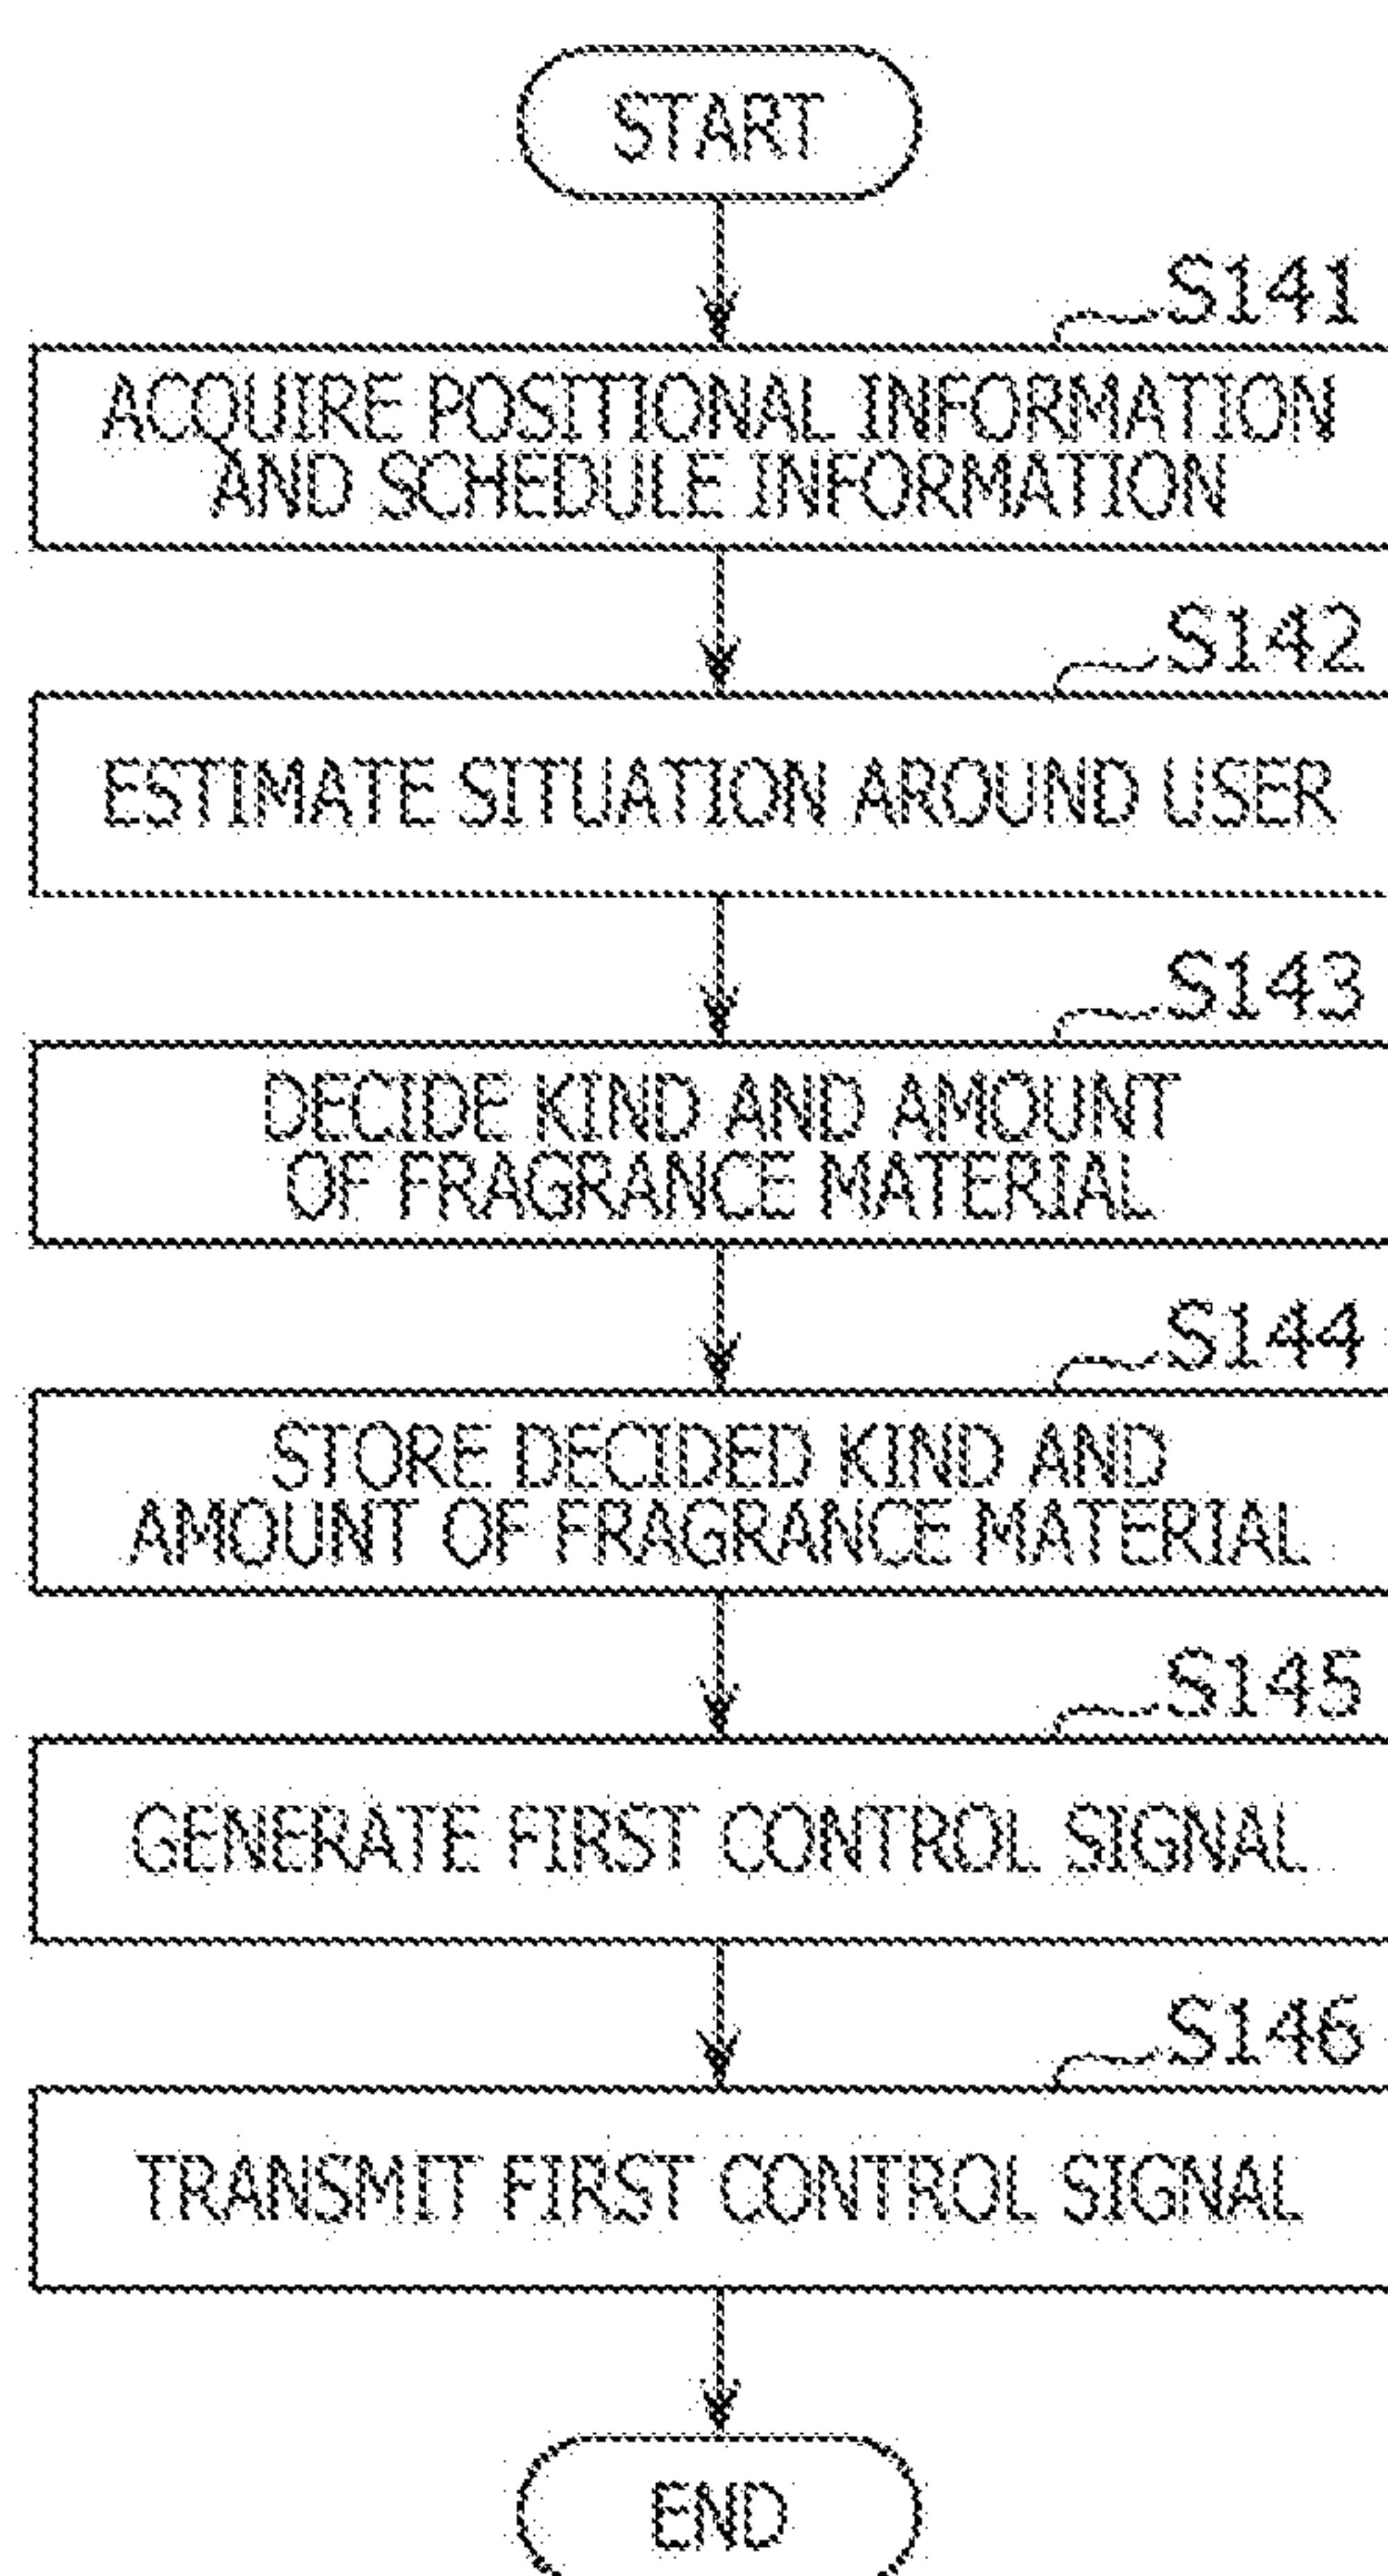 START
S141
ACQUIRE POSITIONAL INFORMATION
AND SCHEDULE INFORMATION
S142
ESTIMATE SITUATION AROUND USER
S143
DECIDE KIND AND AMOUNT
OF FRAGRANCE MATERIAL
S144
STORE DECIDED KIND AND
AMOUNT OF FRAGRANCE MATERIAL
S145
GENERATE FIRST CONTROL SIGNAL
S146
TRANSMIT FIRST CONTROL SIGNAL
END